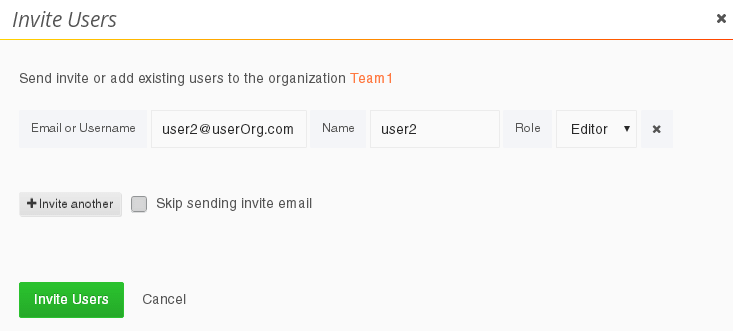 Invite Users
Send invite or add existing users to the organization Team1
Email or Username user2@userOrg.com Name user2 Role Editor
Invite another Skip sending invite email
Invite Users Cancel